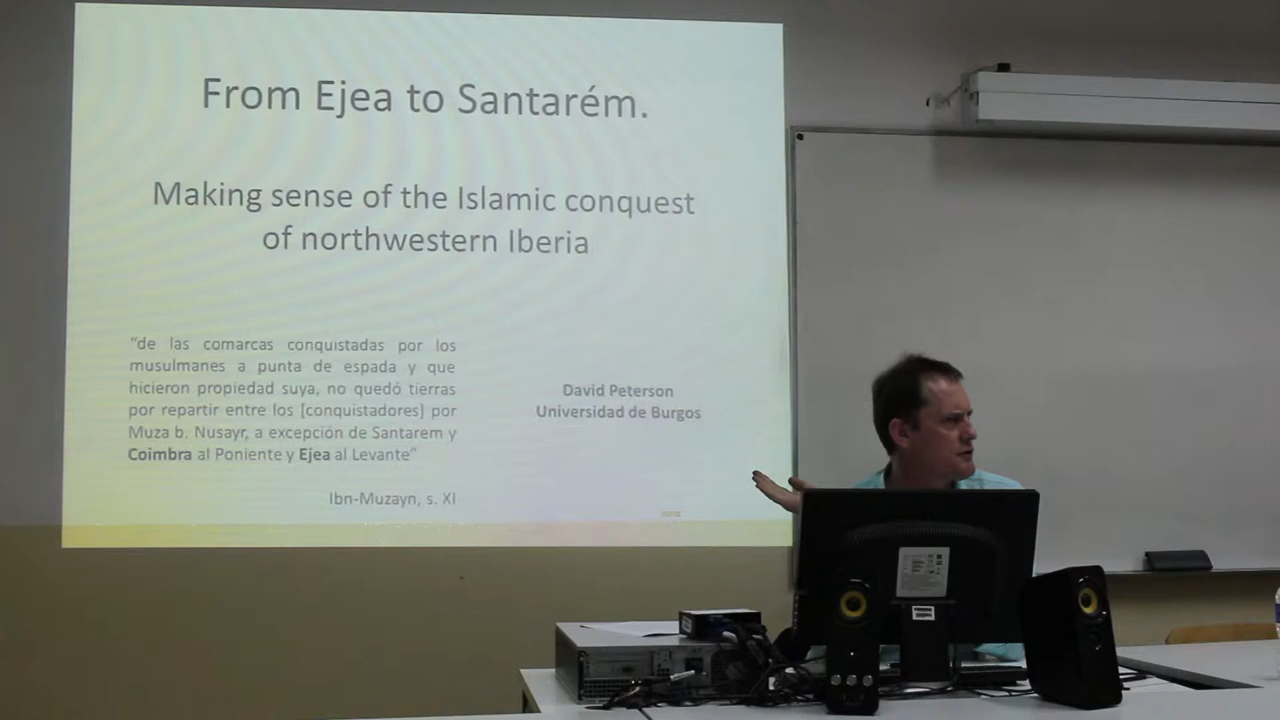 From Ejea to Santarém.
Making sense of the Islamic conquest
of northwestern Iberia
“de las comarcas conquistadas por los
musulmanes a punta de espada y que
hicieron propiedad suya, no quedó tierras
por repartir entre los [conquistadores] por
Muza b. Nusayr, a excepción de Santarem y
Coimbra al Poniente y Ejea al Levante”
Ibn-Muzayn, s. XI
David Peterson
Universidad de Burgos